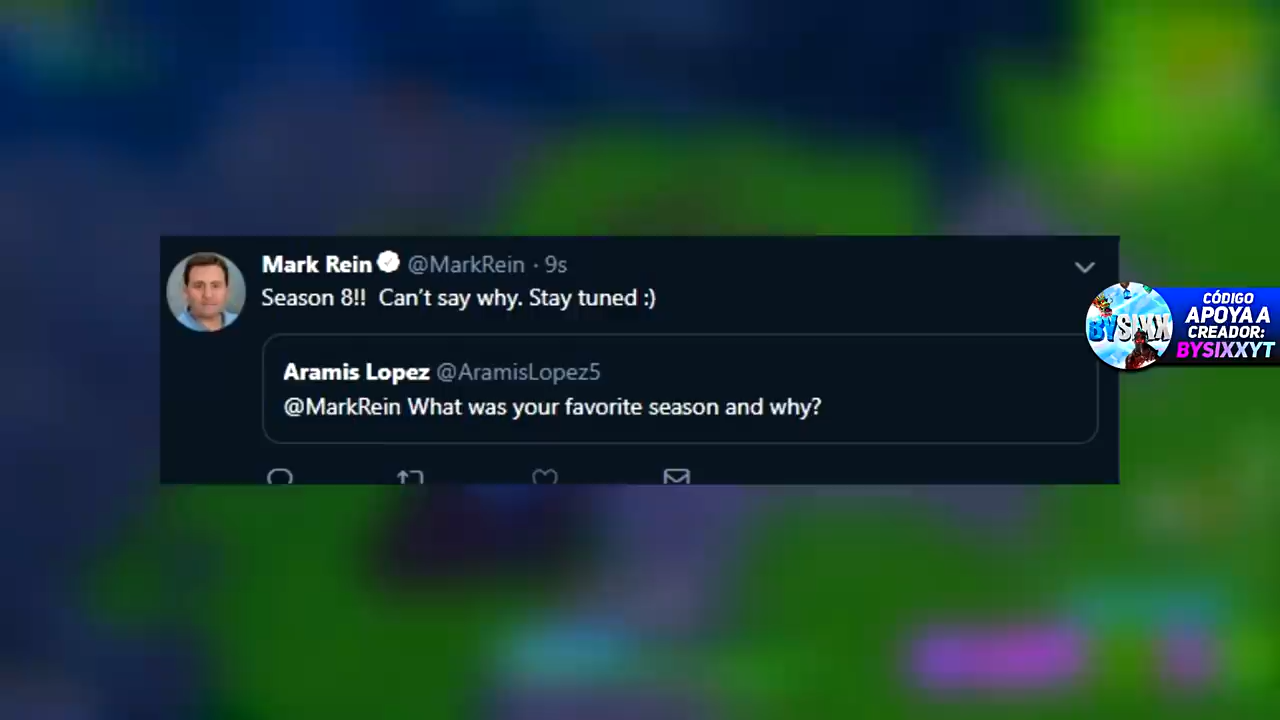 Mark Rein @MarkRein · 9s
Season 8!! Can't say why. Stay tuned :)
Aramis Lopez @AramisLopez5
@MarkRein What was your favorite season and why?
BYSIXX
CÓDIGO
APOYA A
CREADOR:
BYSIXXYT